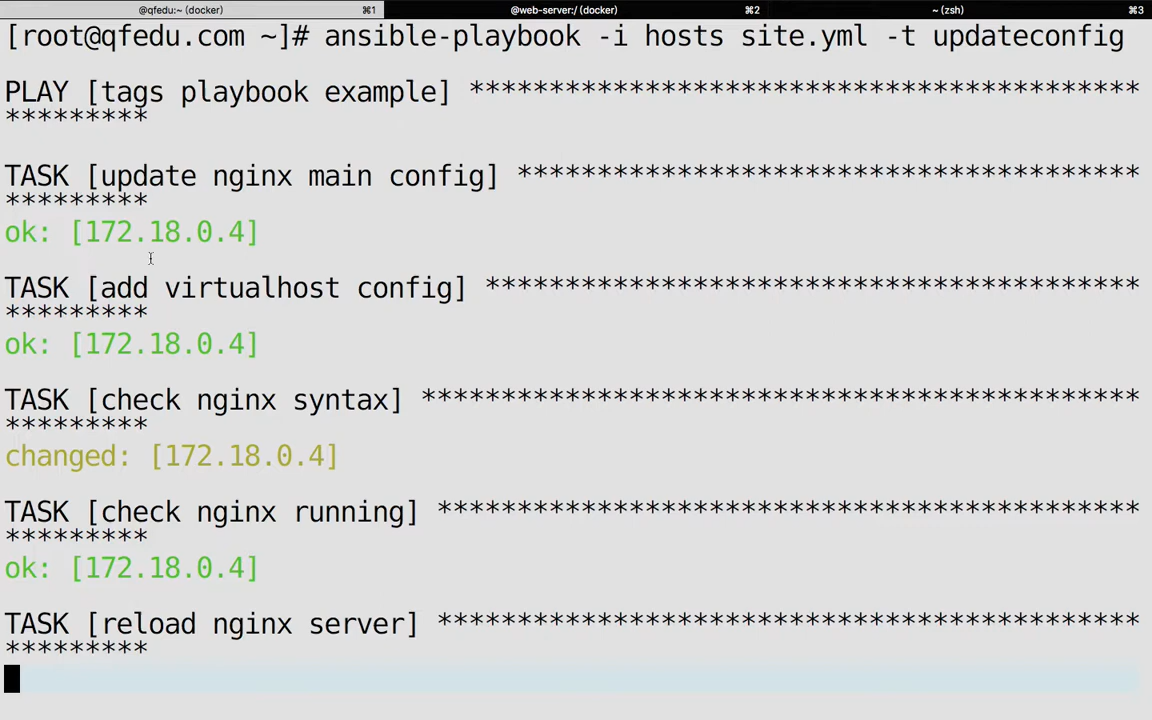 @qfedu:~ (docker) ⌘1 @web-server:/ (docker) ⌘2 ~ (zsh) ⌘3
[root@qfedu.com ~]# ansible-playbook -i hosts site.yml -t updateconfig
PLAY [tags playbook example] ******************************************
*********
TASK [update nginx main config] ***************************************
*********
ok: [172.18.0.4]
TASK [add virtualhost config] *****************************************
*********
ok: [172.18.0.4]
TASK [check nginx syntax] *********************************************
*********
changed: [172.18.0.4]
TASK [check nginx running] ********************************************
*********
ok: [172.18.0.4]
TASK [reload nginx server] ********************************************
*********